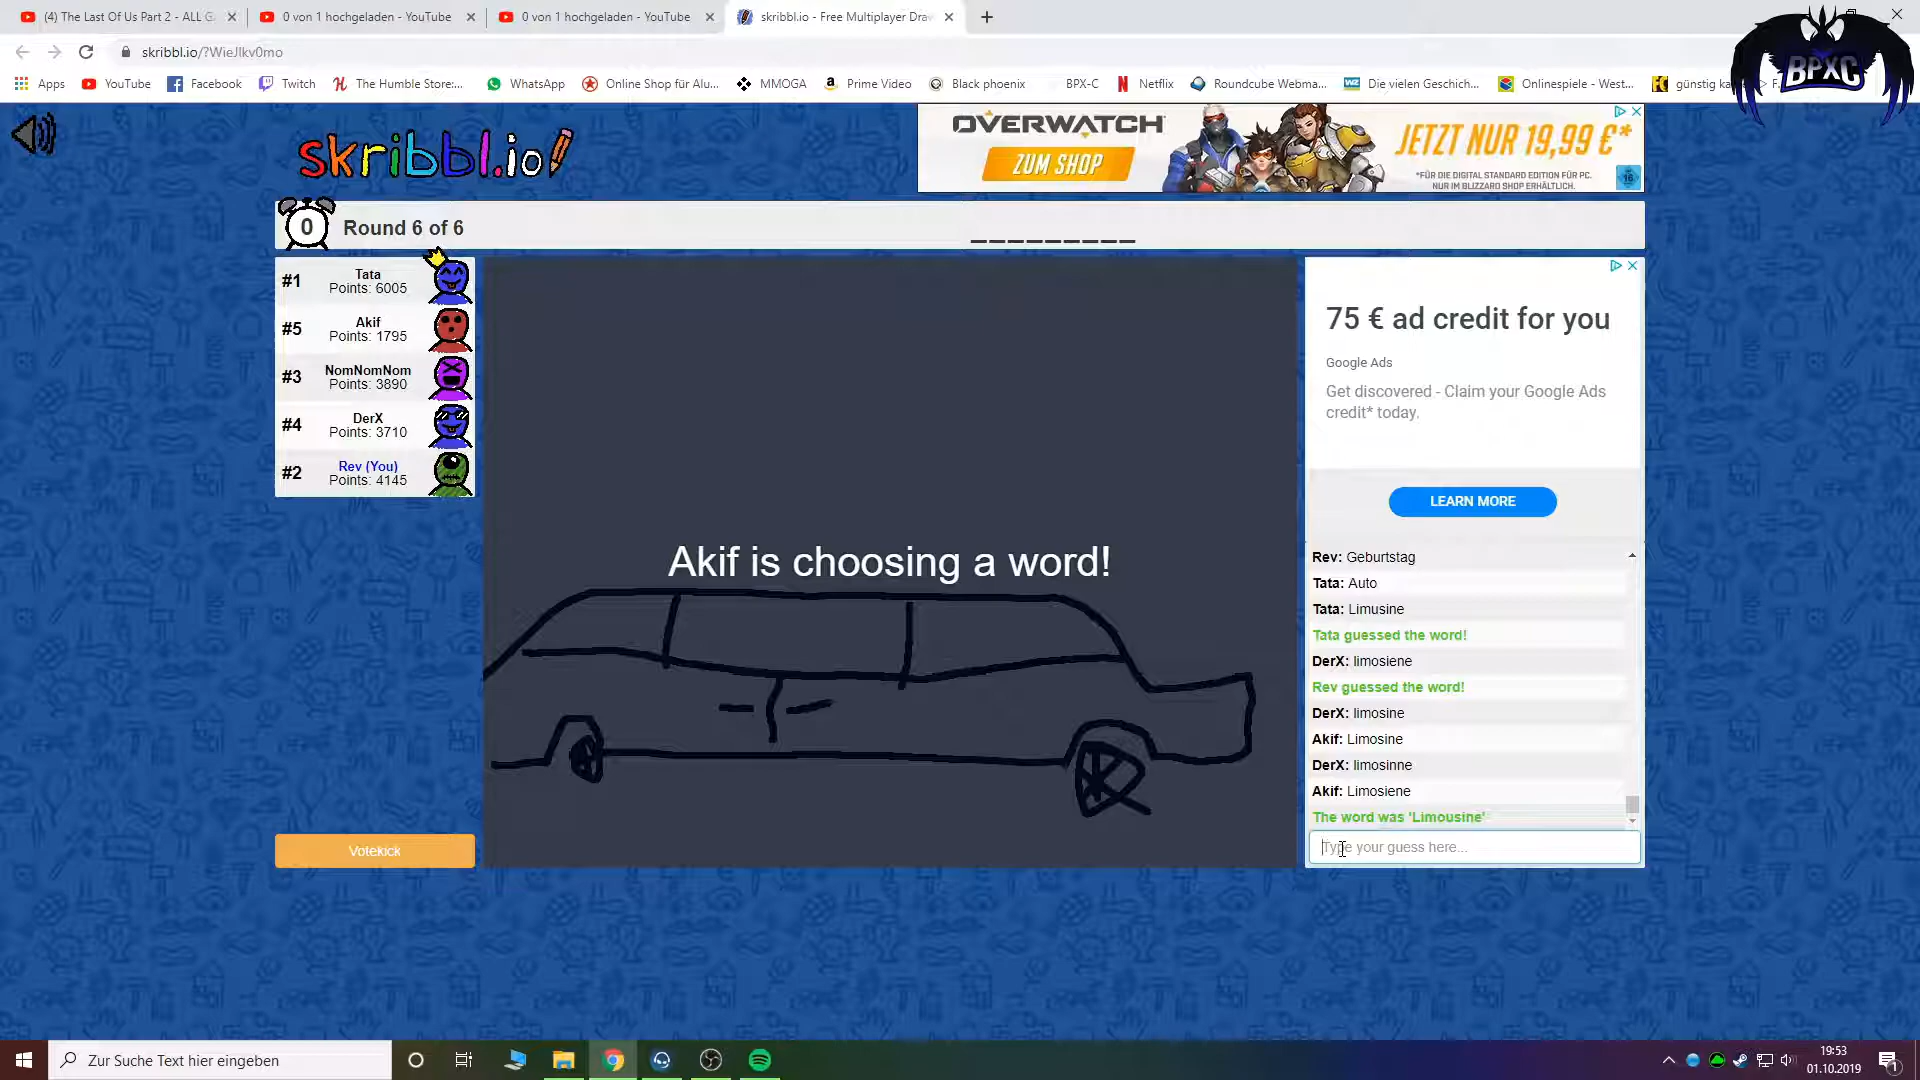 (4) The Last Of Us Part 2 - ALL G
0 von 1 hochgeladen - YouTube
0 von 1 hochgeladen - YouTube
skribbl.io - Free Multiplayer Dra
skribbl.io/?WieJlkv0mo
BPXC
Apps
YouTube
Facebook
Twitch
The Humble Store:...
WhatsApp
Online Shop für Alu...
MMOGA
Prime Video
Black phoenix
BPX-C
Netflix
Roundcube Webma...
Die vielen Geschich...
Onlinespiele - West...
günstig
skribbl.io
OVERWATCH
ZUM SHOP
JETZT NUR 19,99 €*
*FÜR DIE DIGITAL STANDARD EDITION FÜR PC.
NUR IM BLIZZARD SHOP ERHÄLTLICH.
16
0
Round 6 of 6
_________
#1
Tata
Points: 6005
#5
Akif
Points: 1795
#3
NomNomNom
Points: 3890
#4
DerX
Points: 3710
#2
Rev (You)
Points: 4145
Votekick
Akif is choosing a word!
75 € ad credit for you
Google Ads
Get discovered - Claim your Google Ads
credit* today.
LEARN MORE
Rev: Geburtstag
Tata: Auto
Tata: Limusine
Tata guessed the word!
DerX: limosiene
Rev guessed the word!
DerX: limosine
Akif: Limosine
DerX: limosinne
Akif: Limosiene
The word was 'Limousine'
Type your guess here...
Zur Suche Text hier eingeben
19:53
01.10.2019
1